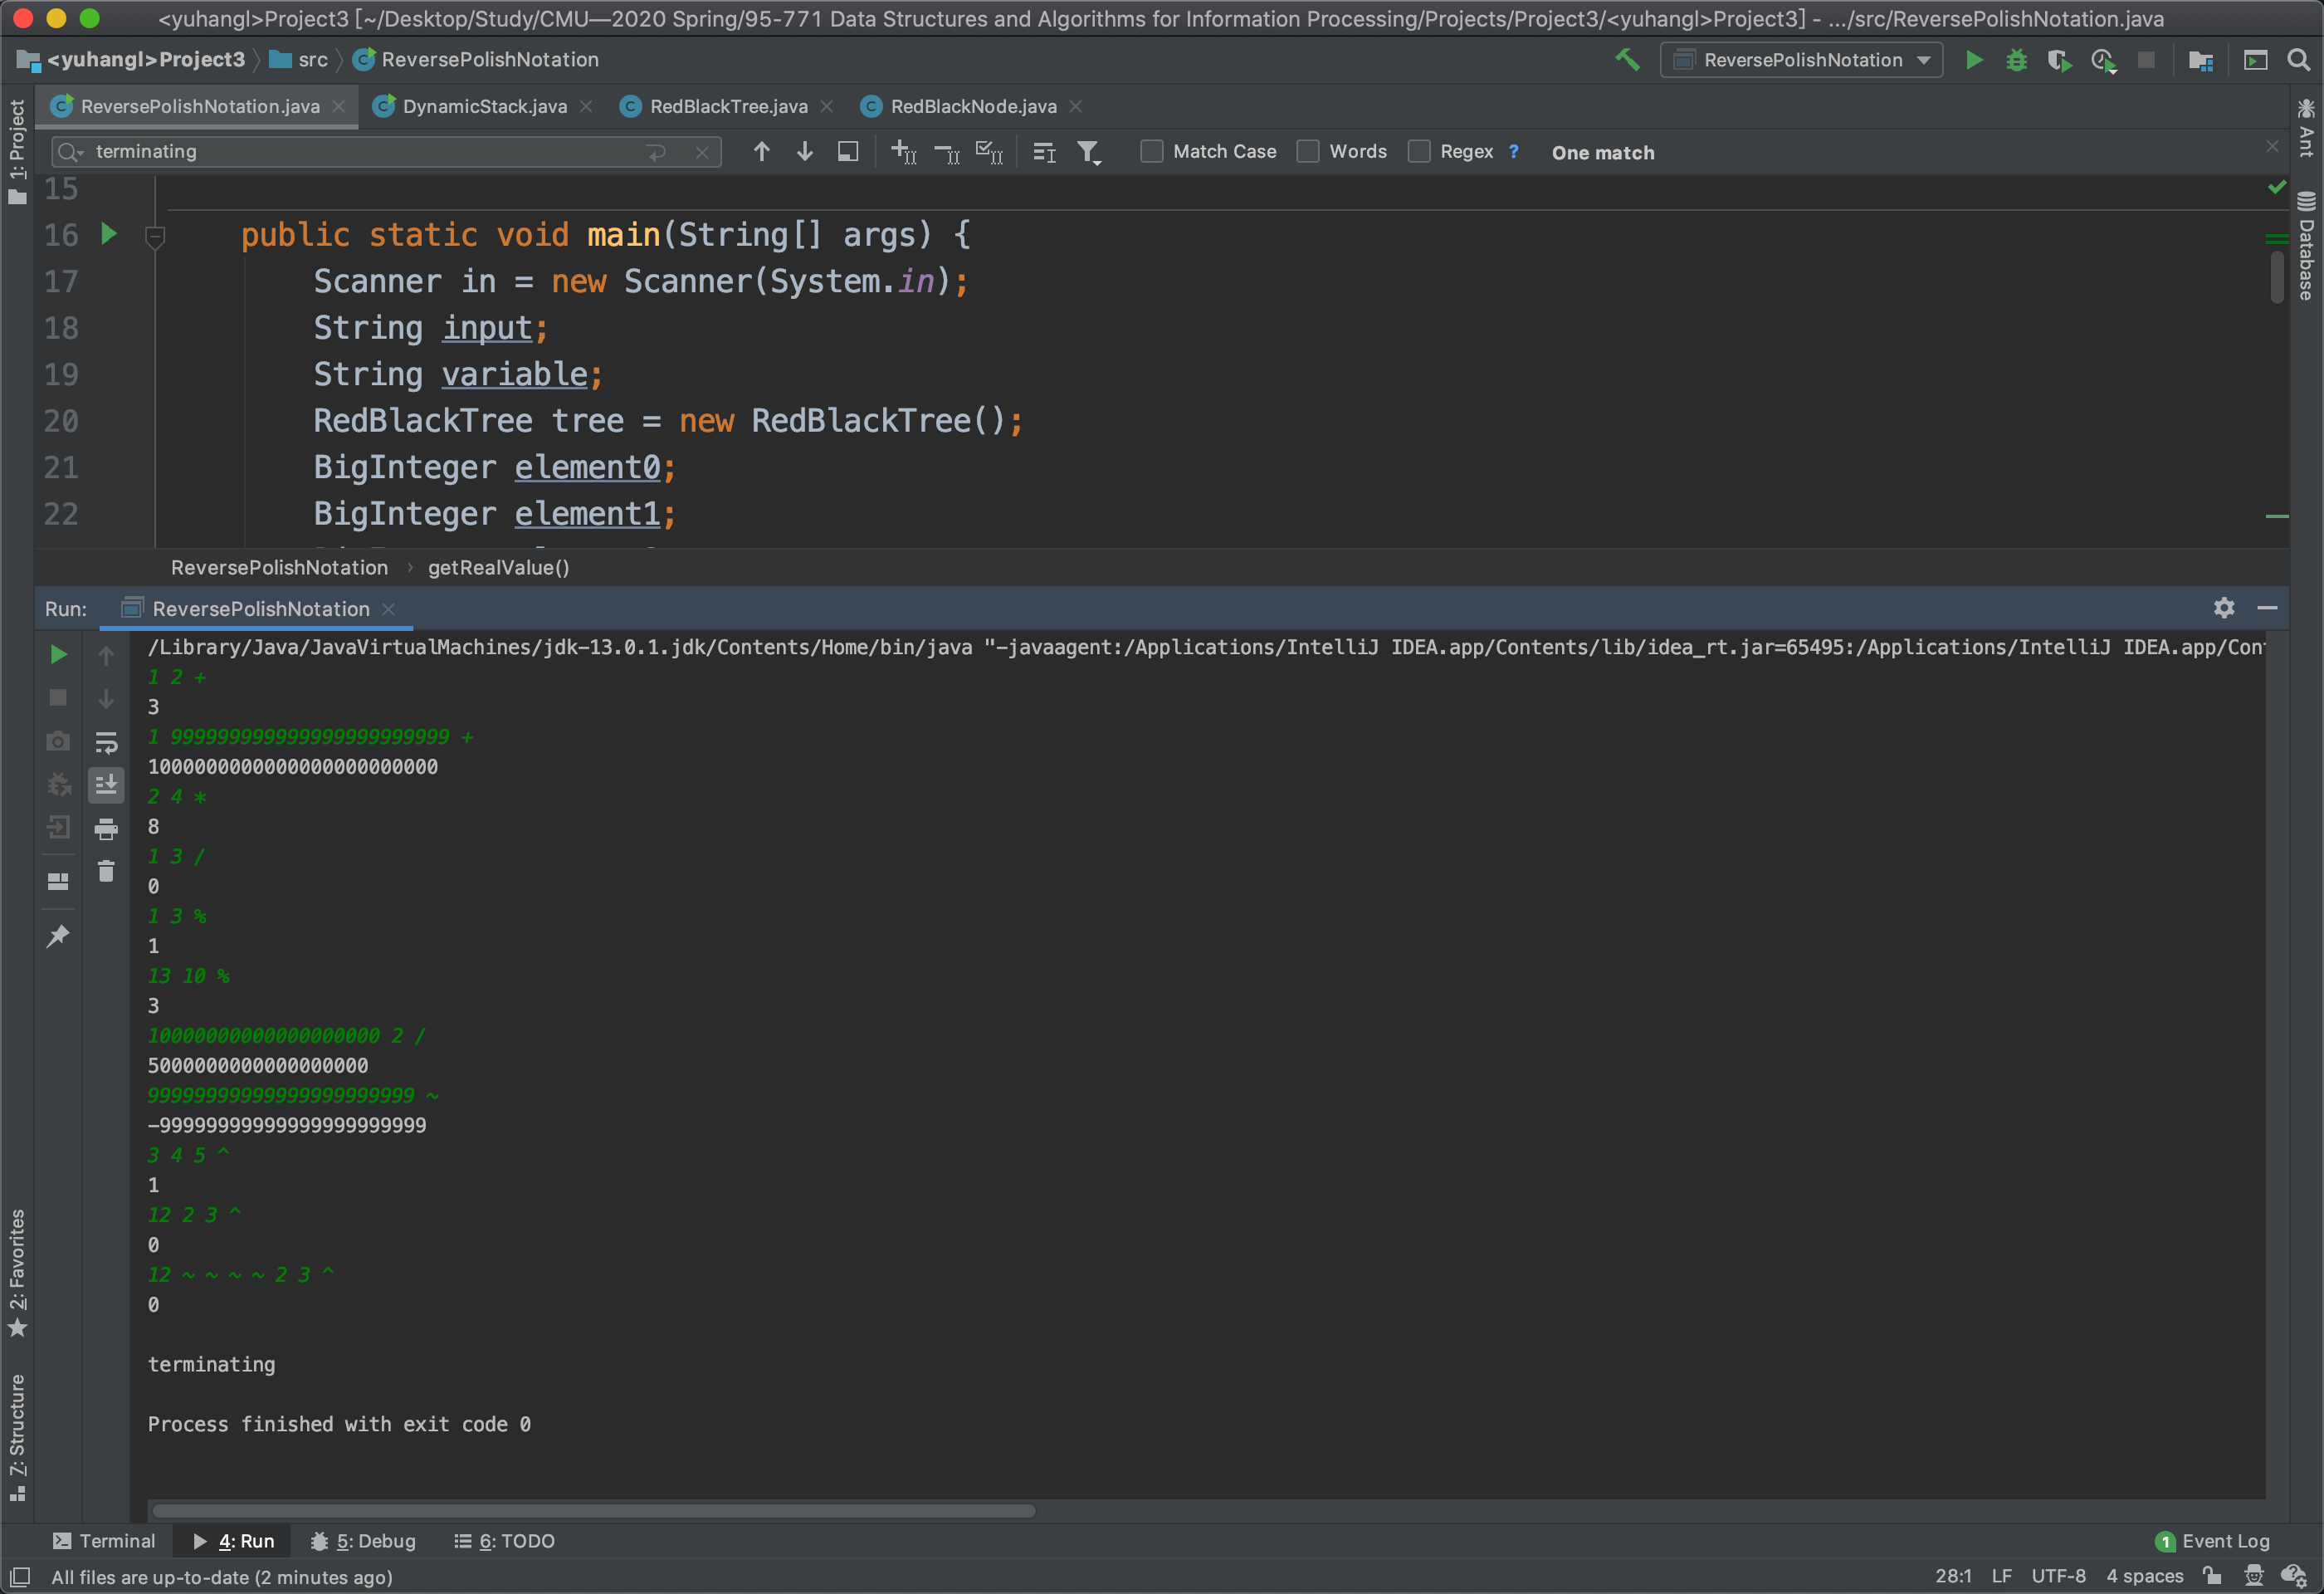 <yuhangl>Project3 [~/Desktop/Study/CMU—2020 Spring/95-771 Data Structures and Algorithms for Information Processing/Projects/Project3/<yuhangl>Project3] - .../src/ReversePolishNotation.java
<yuhangl>Project3 src ReversePolishNotation
ReversePolishNotation
ReversePolishNotation.java DynamicStack.java RedBlackTree.java RedBlackNode.java
terminating
Match Case Words Regex ? One match
15
16 public static void main(String[] args) {
17 Scanner in = new Scanner(System.in);
18 String input;
19 String variable;
20 RedBlackTree tree = new RedBlackTree();
21 BigInteger element0;
22 BigInteger element1;
ReversePolishNotation › getRealValue()
Run: ReversePolishNotation
/Library/Java/JavaVirtualMachines/jdk-13.0.1.jdk/Contents/Home/bin/java "-javaagent:/Applications/IntelliJ IDEA.app/Contents/lib/idea_rt.jar=65495:/Applications/IntelliJ IDEA.app/Con
1 2 +
3
1 999999999999999999999999 +
1000000000000000000000000
2 4 *
8
1 3 /
0
1 3 %
1
13 10 %
3
10000000000000000000 2 /
5000000000000000000
99999999999999999999999 ~
-99999999999999999999999
3 4 5 ^
1
12 2 3 ^
0
12 ~ ~ ~ ~ 2 3 ^
0
terminating
Process finished with exit code 0
1: Project
2: Favorites
Z: Structure
Ant
Database
Terminal 4: Run 5: Debug 6: TODO
1 Event Log
All files are up-to-date (2 minutes ago)
28:1 LF UTF-8 4 spaces